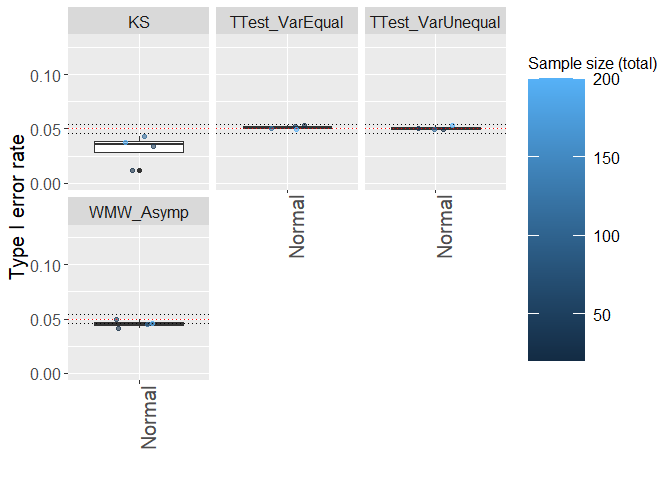 KS
TTest_VarEqual
TTest_VarUnequal
0.10
0.05
0.00
Normal
Normal
WMW_Asymp
0.10
0.05
0.00
Normal
Type I error rate
Sample size (total)
200
150
100
50